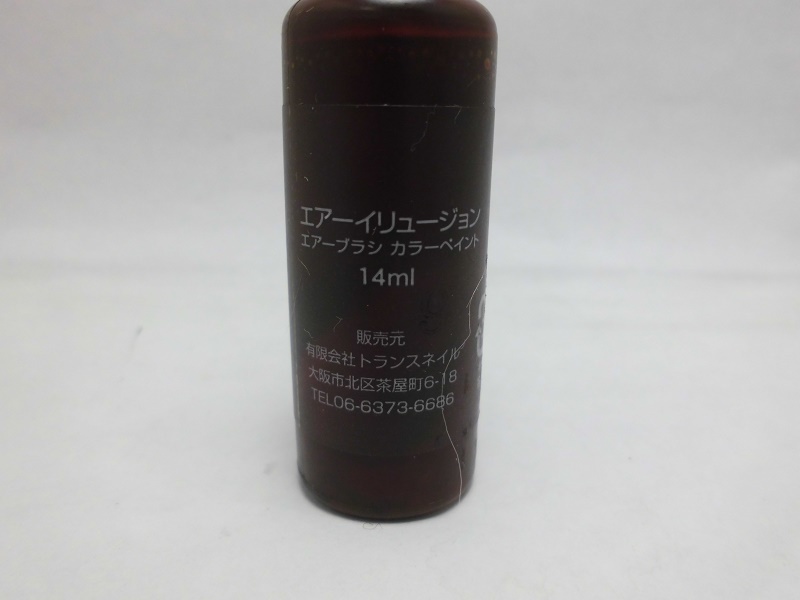 エアーイリュージョン
エアーブラシ カラーペイント
14ml
販売元
有限会社トランスネイル
大阪市北区茶屋町6-18
TEL06-6373-6686